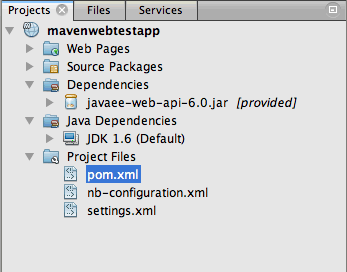 Projects Files Services
mavenwebtestapp
Web Pages
Source Packages
Dependencies
javaee-web-api-6.0.jar [provided]
Java Dependencies
JDK 1.6 (Default)
Project Files
pom.xml
nb-configuration.xml
settings.xml